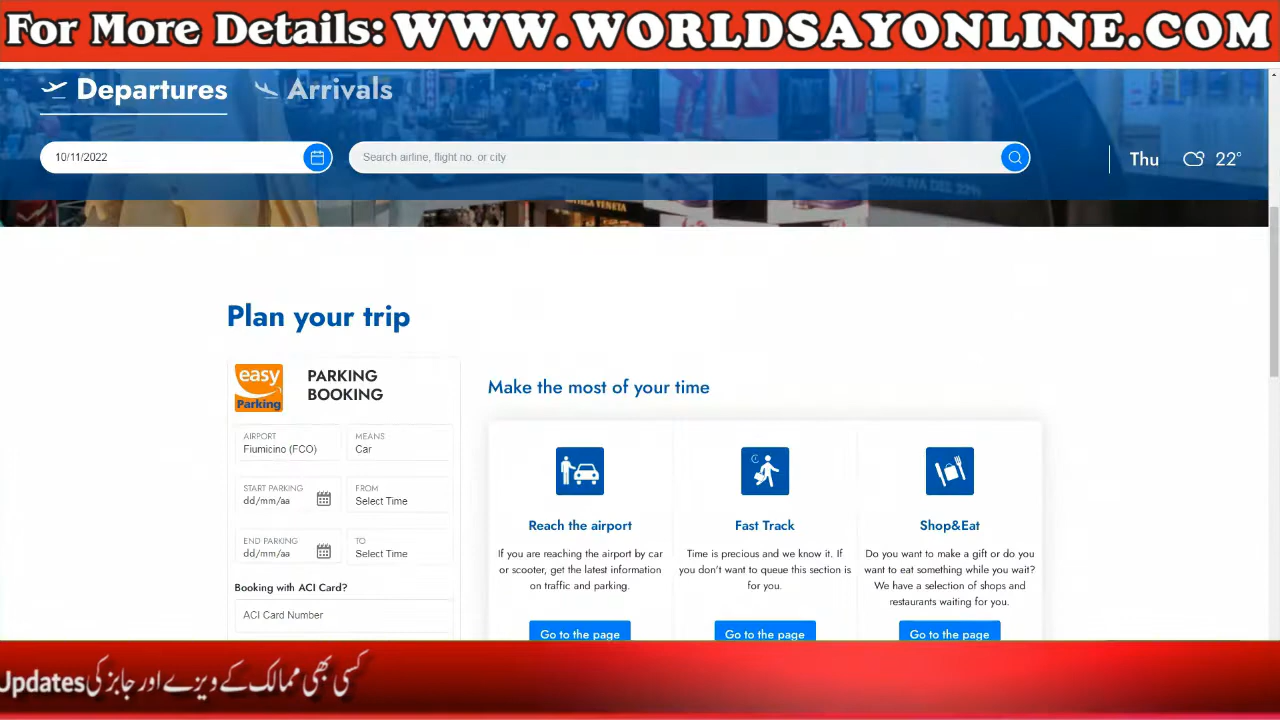 For More Details: WWW.WORLDSAYONLINE.COM
Departures
Arrivals
10/11/2022
Search airline, flight no. or city
Thu
22°
Plan your trip
easy
Parking
PARKING
BOOKING
AIRPORT
Fiumicino (FCO)
MEANS
Car
START PARKING
dd/mm/aa
FROM
Select Time
END PARKING
dd/mm/aa
TO
Select Time
Booking with ACI Card?
ACI Card Number
Make the most of your time
Reach the airport
If you are reaching the airport by car
or scooter, get the latest information
on traffic and parking.
Go to the page
Fast Track
Time is precious and we know it. If
you don't want to queue this section is
for you.
Go to the page
Shop&Eat
Do you want to make a gift or do you
want to eat something while you wait?
We have a selection of shops and
restaurants waiting for you.
Go to the page
کسی بھی ممالک کے ویزے اور جابز کی Updates